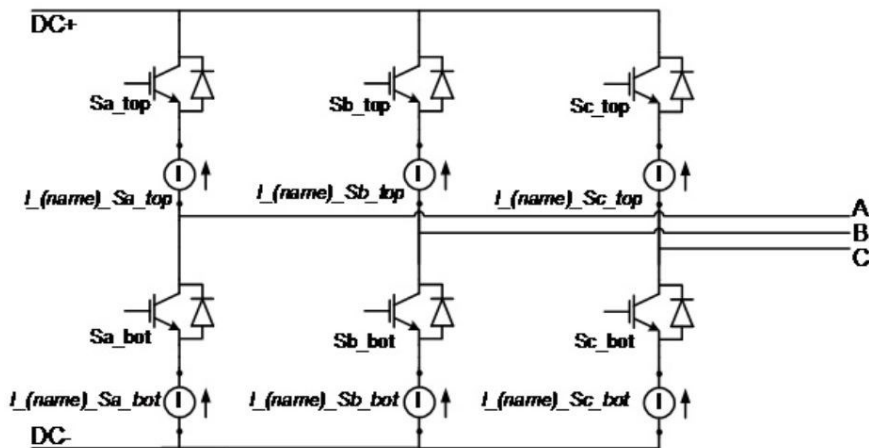 DC+
Sa_top
Sb_top
Sc_top
I
I
I
I_(name)_Sa_top
I_(name)_Sb_top
I_(name)_Sc_top
A
B
C
Sa_bot
Sb_bot
Sc_bot
I_(name)_Sa_bot
I
I_(name)_Sb_bot
I
I_(name)_Sc_bot
I
DC-